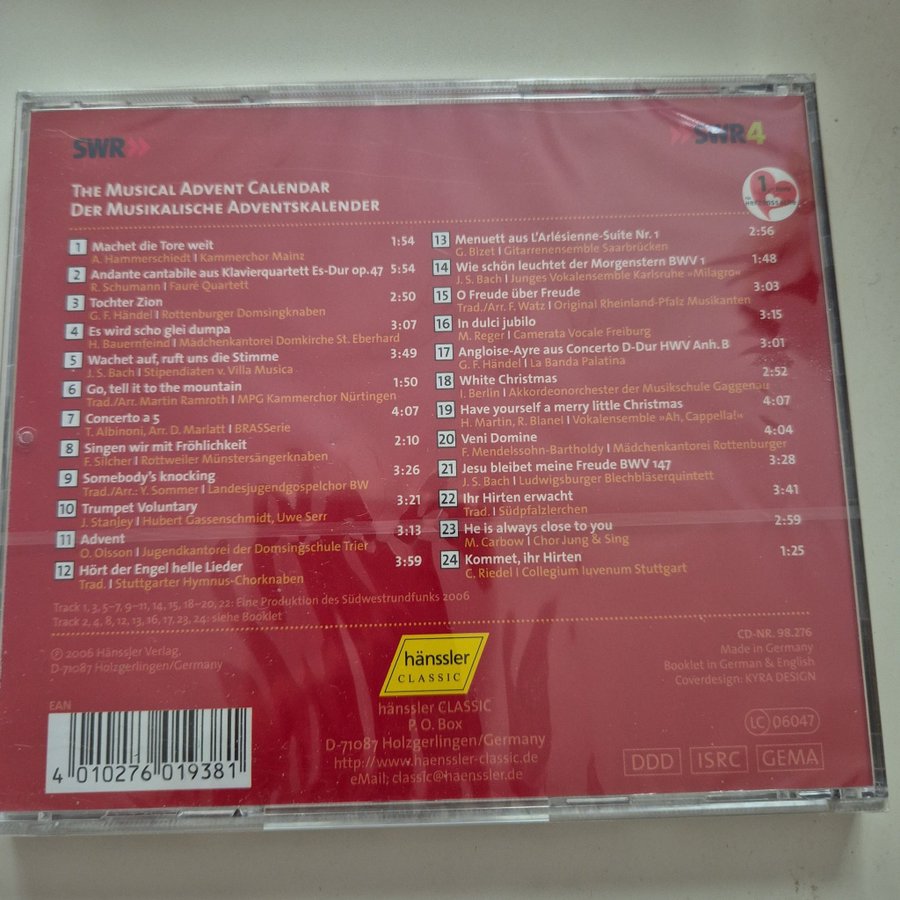 SWR»
»SWR4
THE MUSICAL ADVENT CALENDAR
DER MUSIKALISCHE ADVENTSKALENDER
1
1 Machet die Tore weit 1:54
A. Hammerschiedt | Kammerchor Mainz
2 Andante cantabile aus Klavierquartett Es-Dur op.47 5:54
R. Schumann | Fauré Quartett
3 Tochter Zion 2:50
G. F. Händel | Rottenburger Domsingknaben
4 Es wird scho glei dumpa 3:07
H. Bauernfeind | Mädchenkantorei Domkirche St. Eberhard
5 Wachet auf, ruft uns die Stimme 3:49
J. S. Bach | Stipendiaten v. Villa Musica
6 Go, tell it to the mountain 1:50
Trad./Arr. Martin Ramroth | MPG Kammerchor Nürtingen
7 Concerto a 5 4:07
T. Albinoni, Arr. D. Marlatt | BRASSerie
8 Singen wir mit Fröhlichkeit 2:10
F. Silcher | Rottweiler Münstersängerknaben
9 Somebody's knocking 3:26
Trad./Arr.: Y. Sommer | Landesjugendgospelchor BW
10 Trumpet Voluntary 3:21
J. Stanley | Hubert Gassenschmidt, Uwe Serr
11 Advent 3:13
O. Olsson | Jugendkantorei der Domsingschule Trier
12 Hört der Engel helle Lieder 3:59
Trad. | Stuttgarter Hymnus-Chorknaben
13 Menuett aus L'Arlésienne-Suite Nr. 1 2:56
G. Bizet | Gitarrenensemble Saarbrücken
14 Wie schön leuchtet der Morgenstern BWV 1 1:48
J. S. Bach | Junges Vokalensemble Karlsruhe »Milagro«
15 O Freude über Freude 3:03
Trad./Arr. F. Watz | Original Rheinland-Pfalz Musikanten
16 In dulci jubilo 3:15
M. Reger | Camerata Vocale Freiburg
17 Angloise-Ayre aus Concerto D-Dur HWV Anh. B 3:01
G. F. Händel | La Banda Palatina
18 White Christmas 2:52
I. Berlin | Akkordeonorchester der Musikschule Gaggenau
19 Have yourself a merry little Christmas 4:07
H. Martin, R. Blanel | Vokalensemble »Ah, Cappella!«
20 Veni Domine 4:04
F. Mendelssohn-Bartholdy | Mädchenkantorei Rottenburger
21 Jesu bleibet meine Freude BWV 147 3:28
J. S. Bach | Ludwigsburger Blechbläserquintett
22 Ihr Hirten erwacht 3:41
Trad. | Südpfalzlerchen
23 He is always close to you 2:59
M. Carbow | Chor Jung & Sing
24 Kommet, ihr Hirten 1:25
C. Riedel | Collegium Iuvenum Stuttgart
Track 1, 3, 5–7, 9–11, 14, 15, 18–20, 22: Eine Produktion des Südwestrundfunks 2006
Track 2, 4, 8, 12, 13, 16, 17, 23, 24: siehe Booklet
© 2006 Hänssler Verlag,
D-71087 Holzgerlingen/Germany
hänssler
CLASSIC
CD-NR. 98.276
Made in Germany
Booklet in German & English
Coverdesign: KYRA DESIGN
EAN
4 010276 019381
hänssler CLASSIC
P. O. Box
D-71087 Holzgerlingen/Germany
http://www.haenssler-classic.de
eMail; classic@haenssler.de
LC 06047
DDD ISRC GEMA